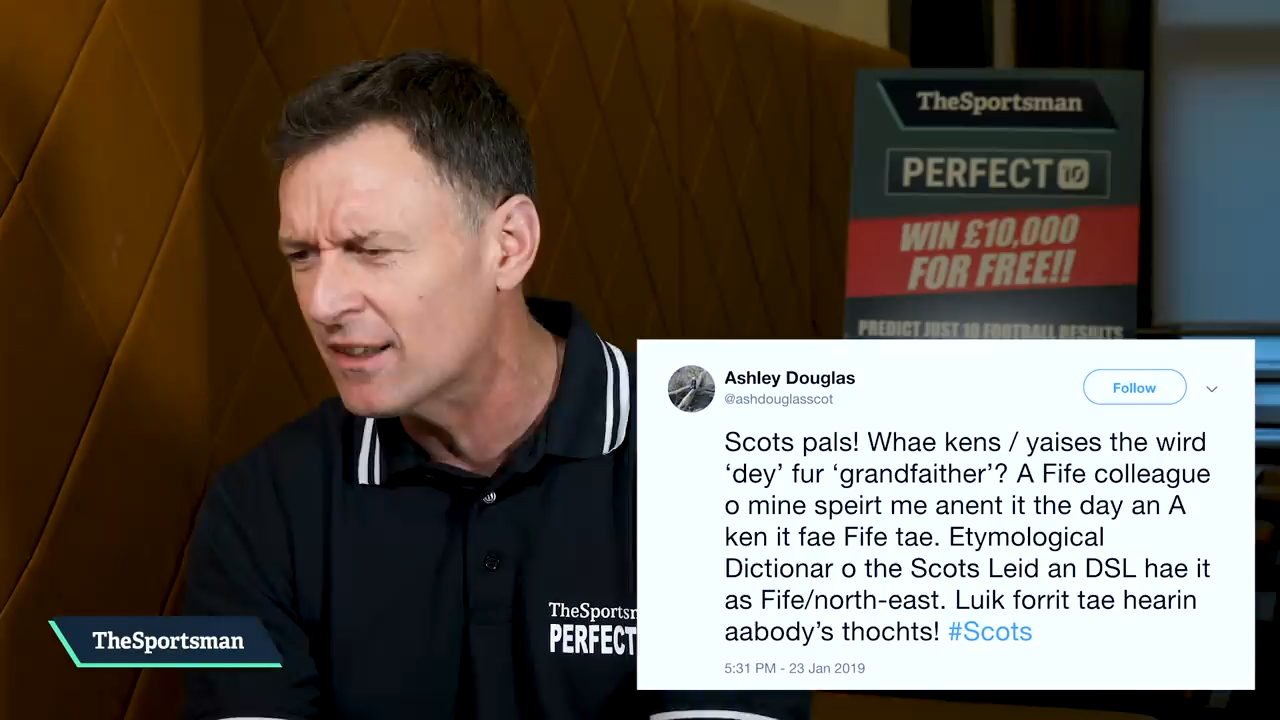 TheSportsman
PERFECT 10
WIN £10,000
FOR FREE!!
PREDICT JUST 10 FOOTBALL RESULTS
Ashley Douglas
@ashdouglasscot
Follow
Scots pals! Whae kens / yaises the wird
‘dey’ fur ‘grandfaither’? A Fife colleague
o mine speirt me anent it the day an A
ken it fae Fife tae. Etymological
Dictionar o the Scots Leid an DSL hae it
as Fife/north-east. Luik forrit tae hearin
aabody’s thochts! #Scots
5:31 PM - 23 Jan 2019
TheSportsm
PERFECT
TheSportsman